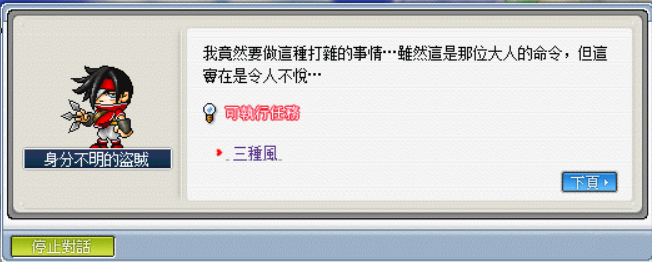 我竟然要做這種打雜的事情…雖然這是那位大人的命令，但這
實在是令人不悅…
可執行任務
三種風
身分不明的盜賊
下頁
停止對話